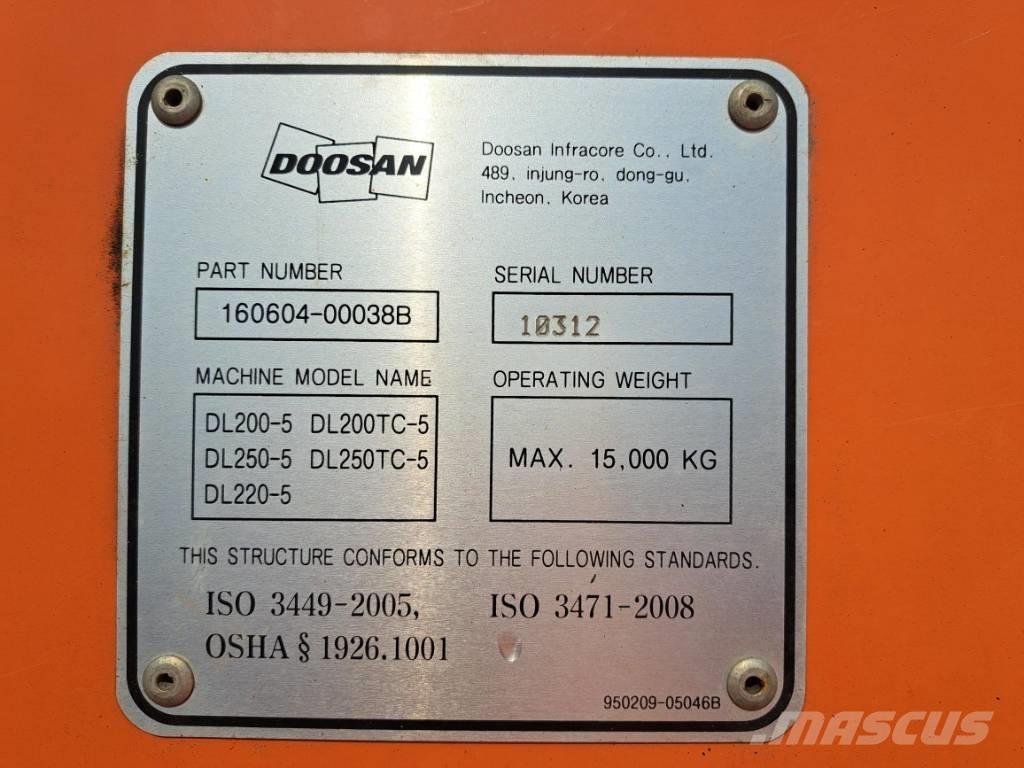 DOOSAN
Doosan Infracore Co., Ltd.
489, injung-ro, dong-gu,
Incheon, Korea
PART NUMBER
160604-00038B
SERIAL NUMBER
10312
MACHINE MODEL NAME
DL200-5 DL200TC-5
DL250-5 DL250TC-5
DL220-5
OPERATING WEIGHT
MAX. 15,000 KG
THIS STRUCTURE CONFORMS TO THE FOLLOWING STANDARDS.
ISO 3449-2005, ISO 3471-2008
OSHA § 1926.1001
950209-05046B
MASCUS